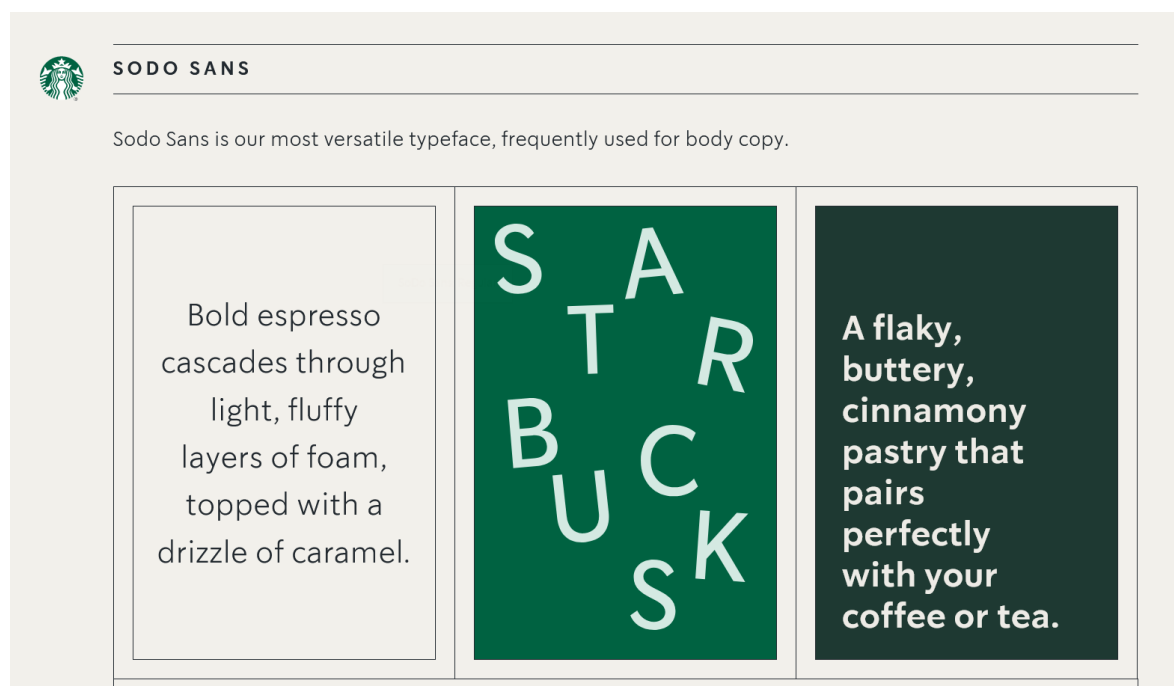 SODO SANS
Sodo Sans is our most versatile typeface, frequently used for body copy.
Bold espresso
cascades through
light, fluffy
layers of foam,
topped with a
drizzle of caramel.
S
T
A
R
B
U
C
K
S
A flaky,
buttery,
cinnamony
pastry that
pairs
perfectly
with your
coffee or tea.